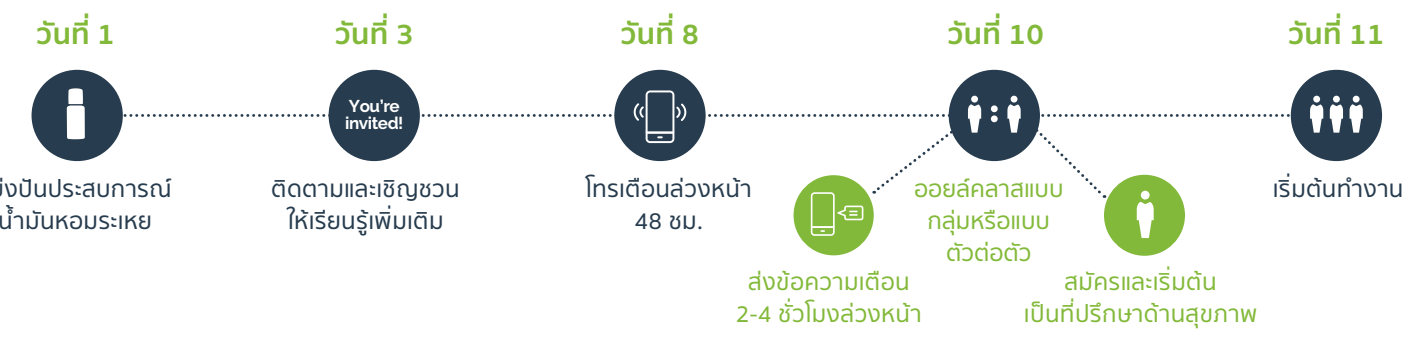 วันที่ 1
วันที่ 3
วันที่ 8
วันที่ 10
วันที่ 11
You're
invited!
ประสบการณ์
น้ำมันหอมระเหย
ติดตามและเชิญชวน
ให้เรียนรู้เพิ่มเติม
โทรเตือนล่วงหน้า
48 ชม.
ออยล์คลาสแบบ
กลุ่มหรือแบบ
ตัวต่อตัว
เริ่มต้นทำงาน
ส่งข้อความเตือน
2-4 ชั่วโมงล่วงหน้า
สมัครและเริ่มต้น
เป็นที่ปรึกษาด้านสุขภาพ